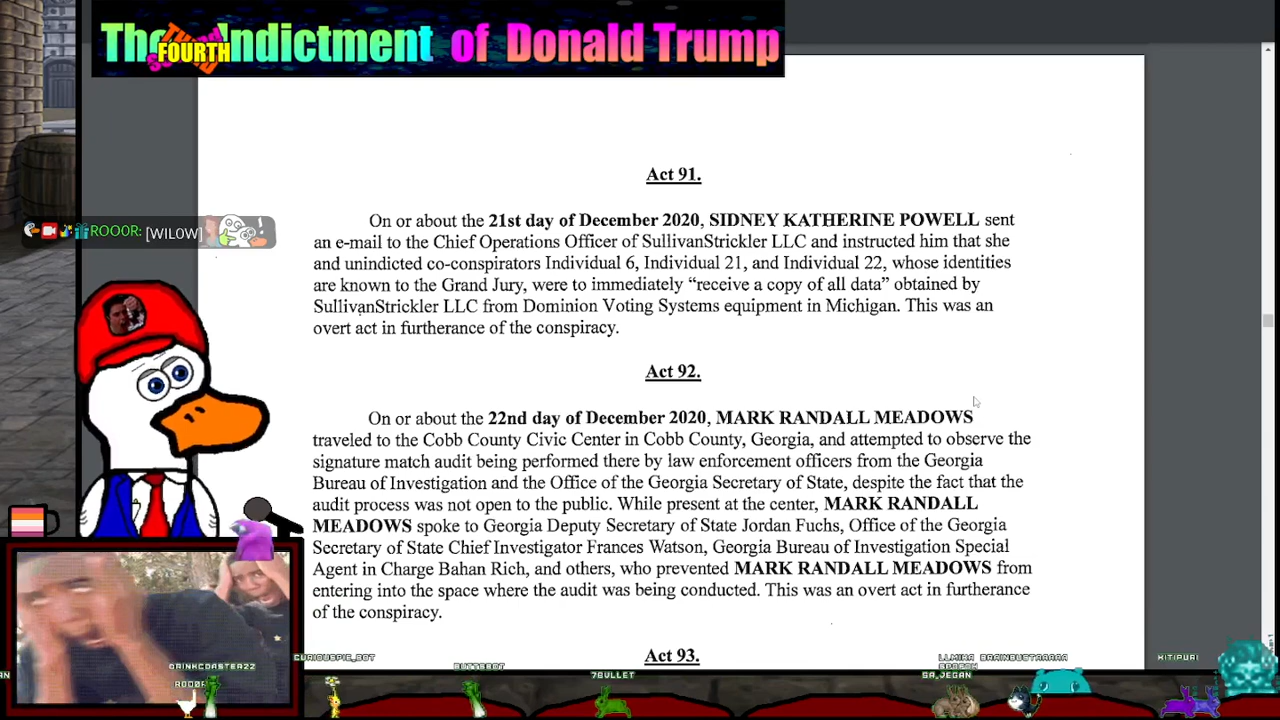 The Indictment of Donald Trump
FOURTH
Act 91.
On or about the 21st day of December 2020, SIDNEY KATHERINE POWELL sent
an e-mail to the Chief Operations Officer of SullivanStrickler LLC and instructed him that she
and unindicted co-conspirators Individual 6, Individual 21, and Individual 22, whose identities
are known to the Grand Jury, were to immediately “receive a copy of all data” obtained by
SullivanStrickler LLC from Dominion Voting Systems equipment in Michigan. This was an
overt act in furtherance of the conspiracy.
ROOOR: [WILOW]
Act 92.
On or about the 22nd day of December 2020, MARK RANDALL MEADOWS
traveled to the Cobb County Civic Center in Cobb County, Georgia, and attempted to observe the
signature match audit being performed there by law enforcement officers from the Georgia
Bureau of Investigation and the Office of the Georgia Secretary of State, despite the fact that the
audit process was not open to the public. While present at the center, MARK RANDALL
MEADOWS spoke to Georgia Deputy Secretary of State Jordan Fuchs, Office of the Georgia
Secretary of State Chief Investigator Frances Watson, Georgia Bureau of Investigation Special
Agent in Charge Bahan Rich, and others, who prevented MARK RANDALL MEADOWS from
entering into the space where the audit was being conducted. This was an overt act in furtherance
of the conspiracy.
Act 93.
CURIOUSPIE_BOT
DRINKCOASTER22
BUTTSBOT
7BVLLET
SA_JEGAN
KITIPURI
ROOOR